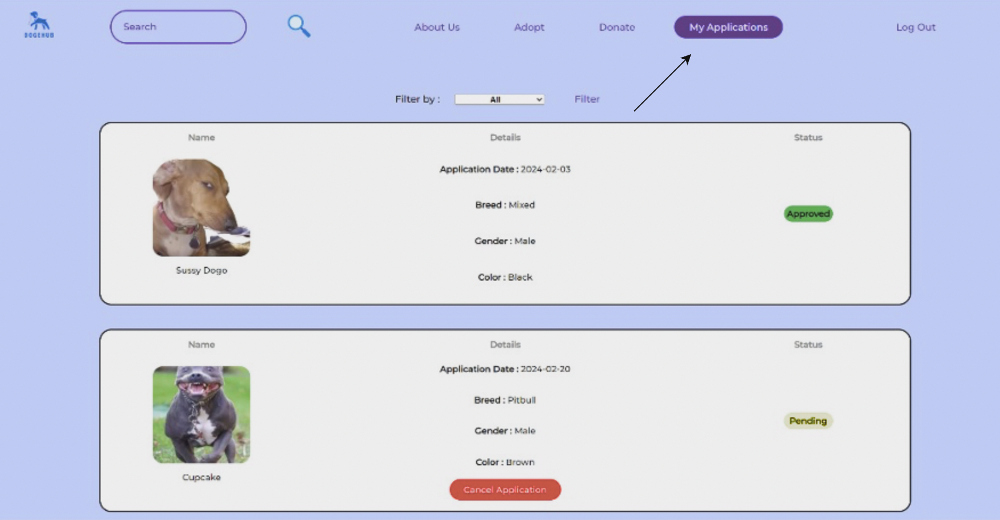 DOGEHUB
Search
About Us
Adopt
Donate
My Applications
Log Out
Filter by :
All
Filter
Name
Details
Status
Application Date : 2024-02-03
Breed : Mixed
Approved
Gender : Male
Sussy Dogo
Color : Black
Name
Details
Status
Application Date : 2024-02-20
Breed : Pitbull
Pending
Gender : Male
Color : Brown
Cupcake
Cancel Application